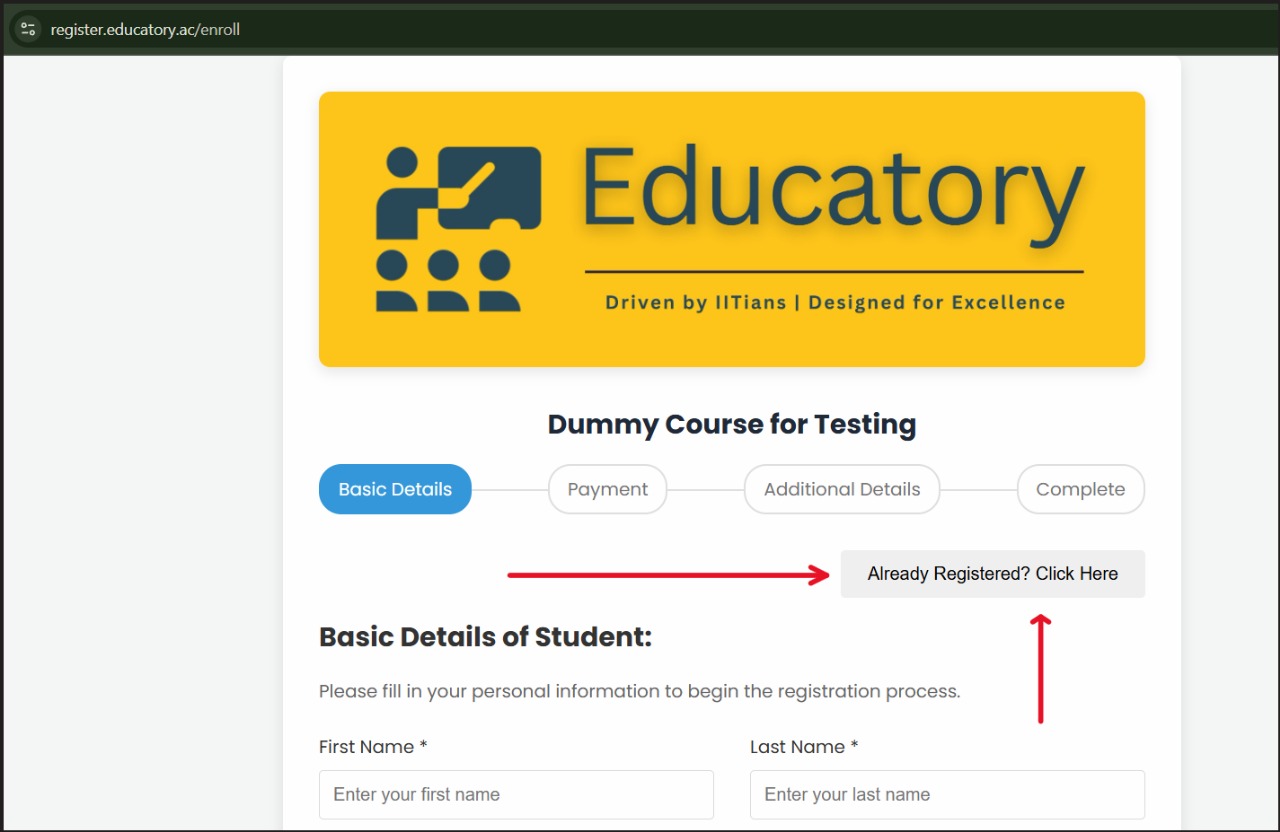 register.educatory.ac/enroll
Educatory
Driven by IITians | Designed for Excellence
Dummy Course for Testing
Basic Details
Payment
Additional Details
Complete
Already Registered? Click Here
Basic Details of Student:
Please fill in your personal information to begin the registration process.
First Name *
Last Name *
Enter your first name
Enter your last name